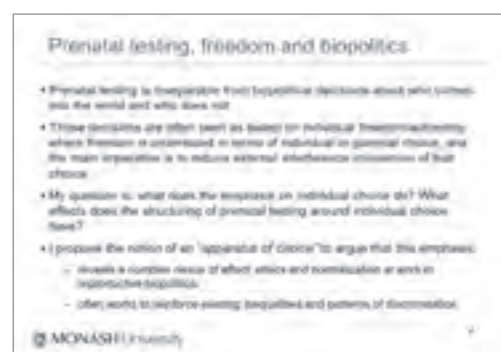 Prenatal testing, freedom and biopolitics
• Prenatal testing is inseparable from biopolitical decisions about who comes
into the world and who does not
• These decisions are often seen as based on individual freedom/autonomy
where freedom is understood in terms of individual or parental choice, and
the main imperative is to reduce external interference of that
choice
• My question is: what does the emphasis on individual choice do? What
effects does the structuring of prenatal testing around individual choice
have?
• I propose the notion of an "apparatus of choice" to argue that this emphasis:
– reveals a complex nexus of affect, ethics and normalisation at work in
reproductive biopolitics
– often works to reinforce existing inequalities and patterns of discrimination
MONASH University